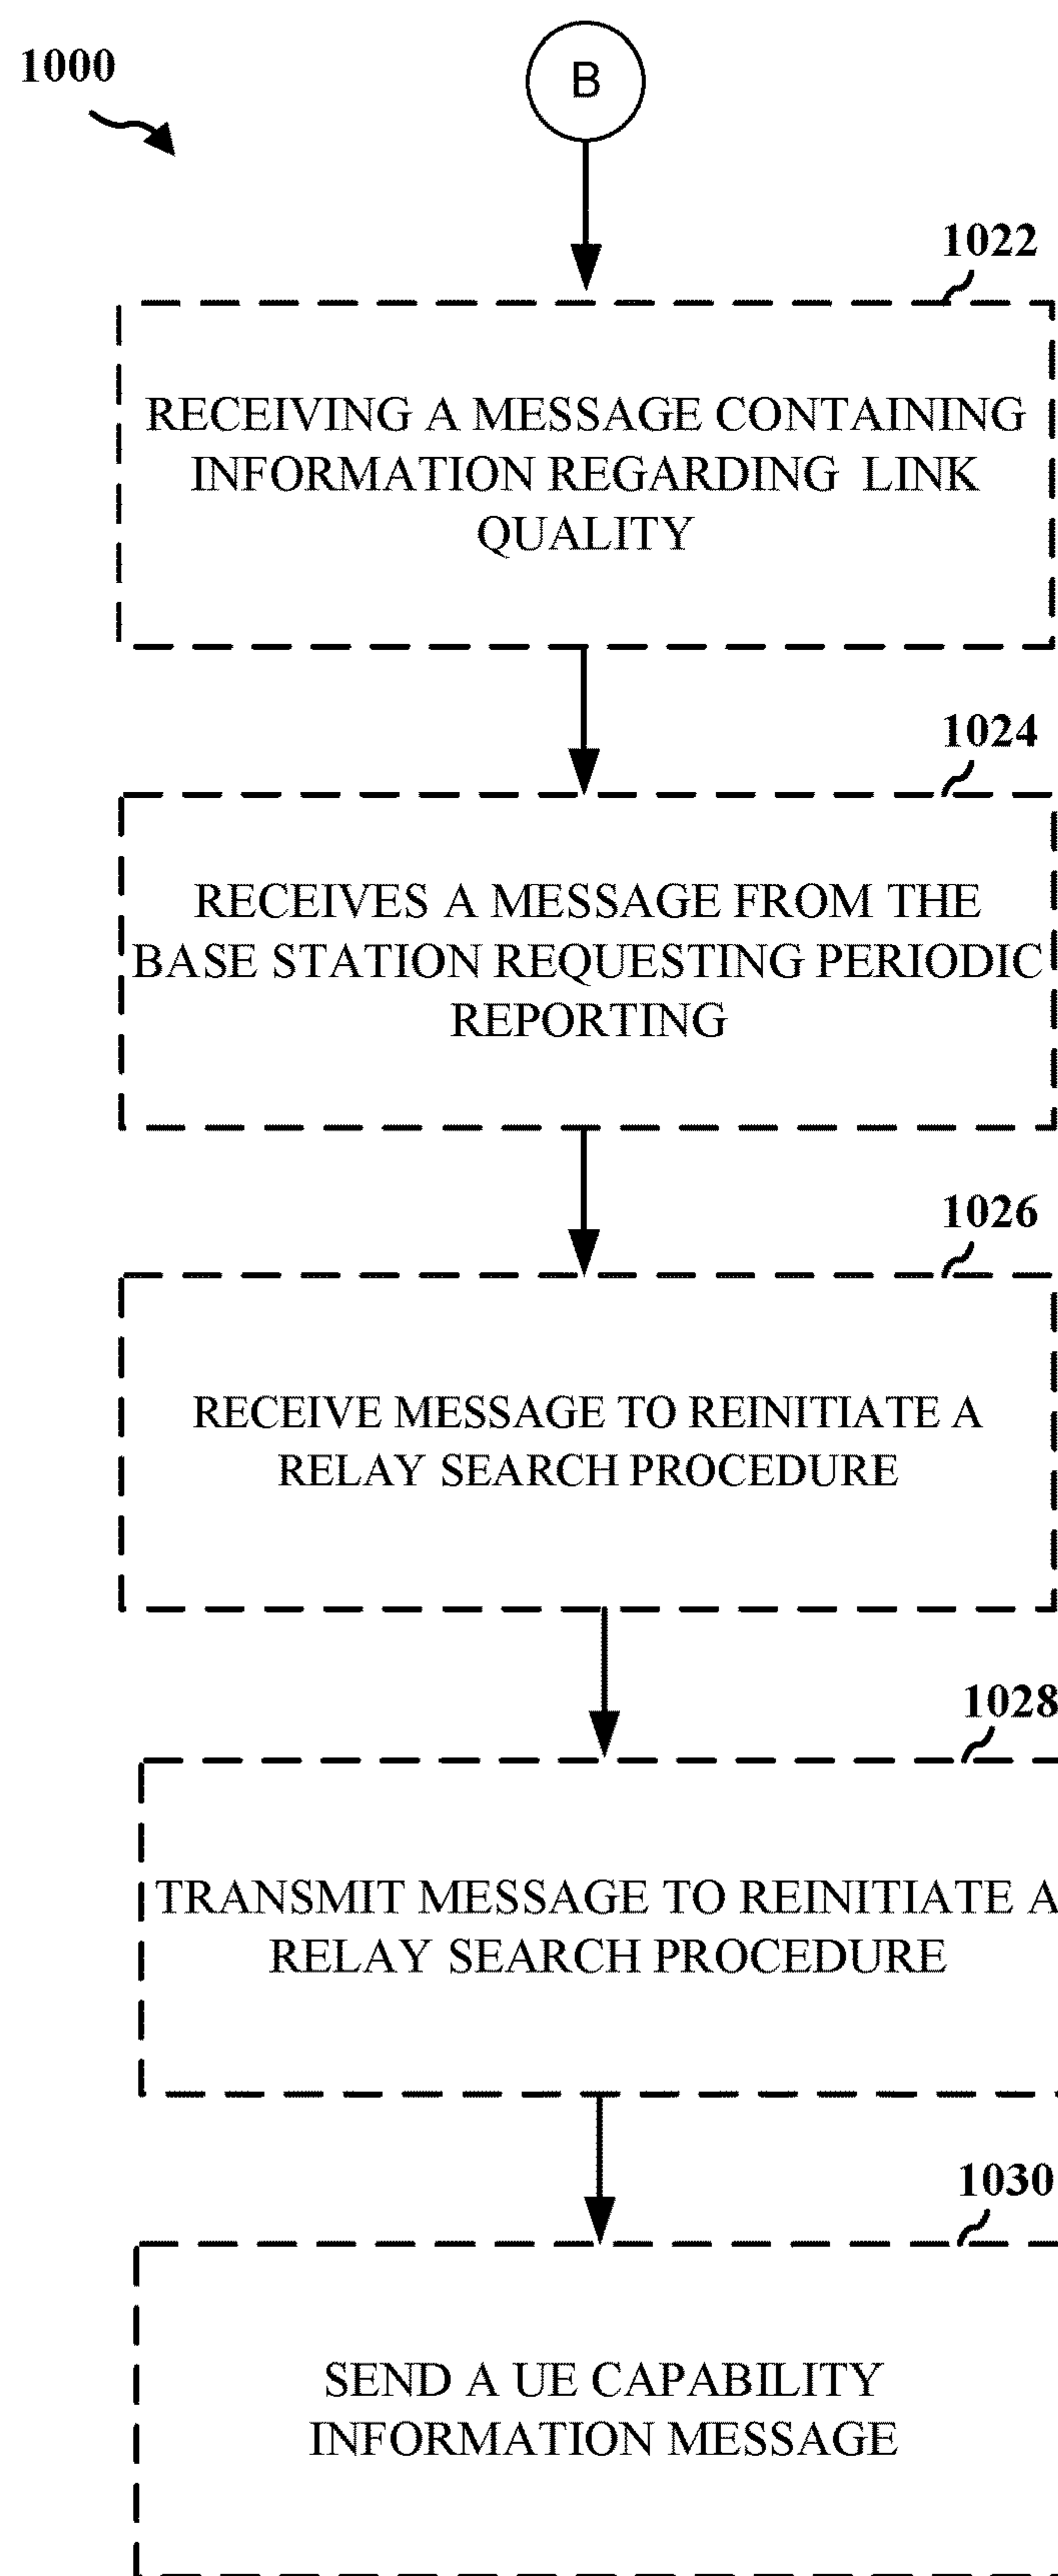 1000
B
1022
RECEIVING A MESSAGE CONTAINING
INFORMATION REGARDING LINK
QUALITY
1024
RECEIVES A MESSAGE FROM THE
BASE STATION REQUESTING PERIODIC
REPORTING
1026
RECEIVE MESSAGE TO REINITIATE A
RELAY SEARCH PROCEDURE
1028
TRANSMIT MESSAGE TO REINITIATE A
RELAY SEARCH PROCEDURE
1030
SEND A UE CAPABILITY
INFORMATION MESSAGE